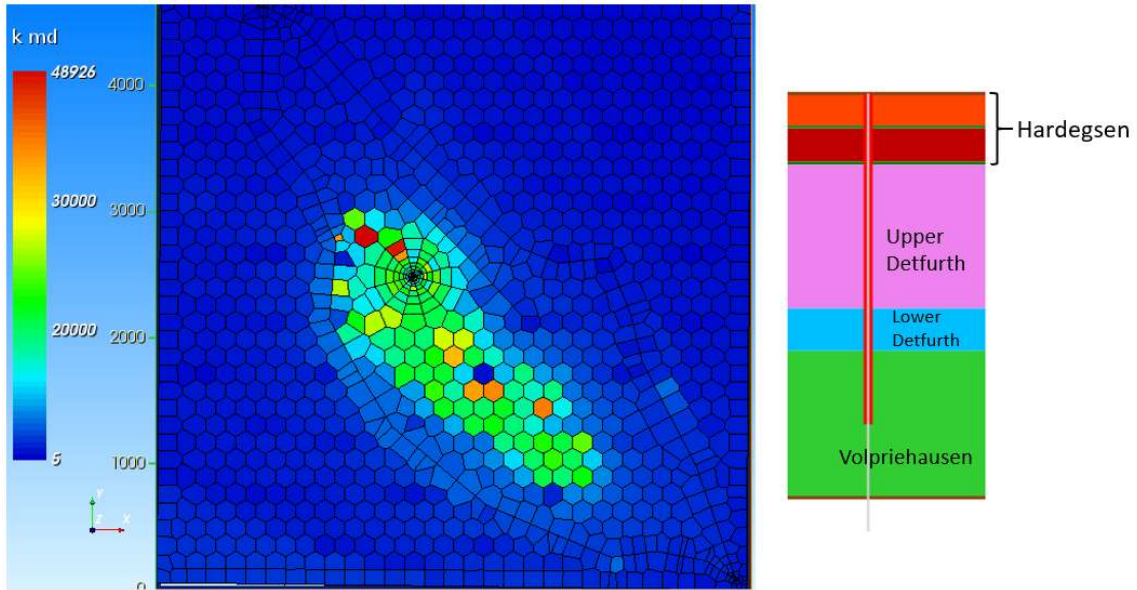 k md
48926
30000
20000
5
4000
3000
2000
1000
0
Y
Z
X
Hardegsen
Upper
Detfurth
Lower
Detfurth
Volpriehausen